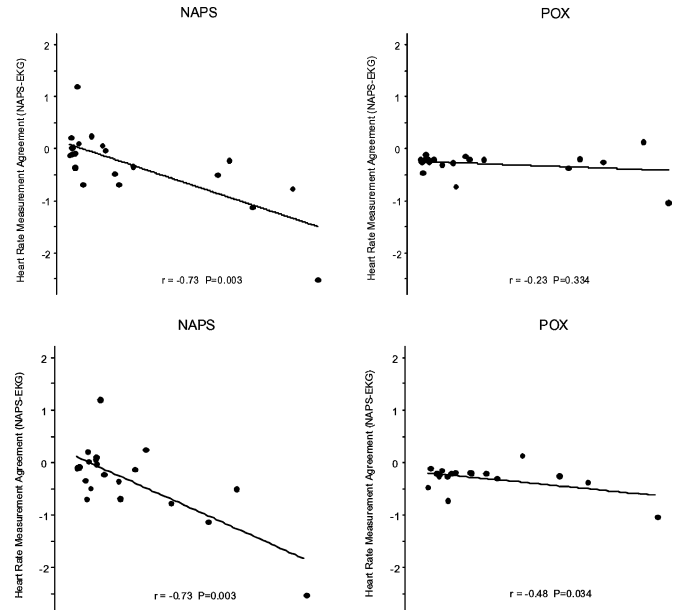 NAPS
POX
Heart Rate Measurement Agreement (NAPS-EKG)
2
1
0
-1
-2
r = -0.73 P=0.003
Heart Rate Measurement Agreement (NAPS-EKG)
2
1
0
-1
-2
r = -0.23 P=0.334
NAPS
POX
Heart Rate Measurement Agreement (NAPS-EKG)
2
1
0
-1
-2
r = -0.73 P=0.003
Heart Rate Measurement Agreement (NAPS-EKG)
2
1
0
-1
-2
r = -0.48 P=0.034